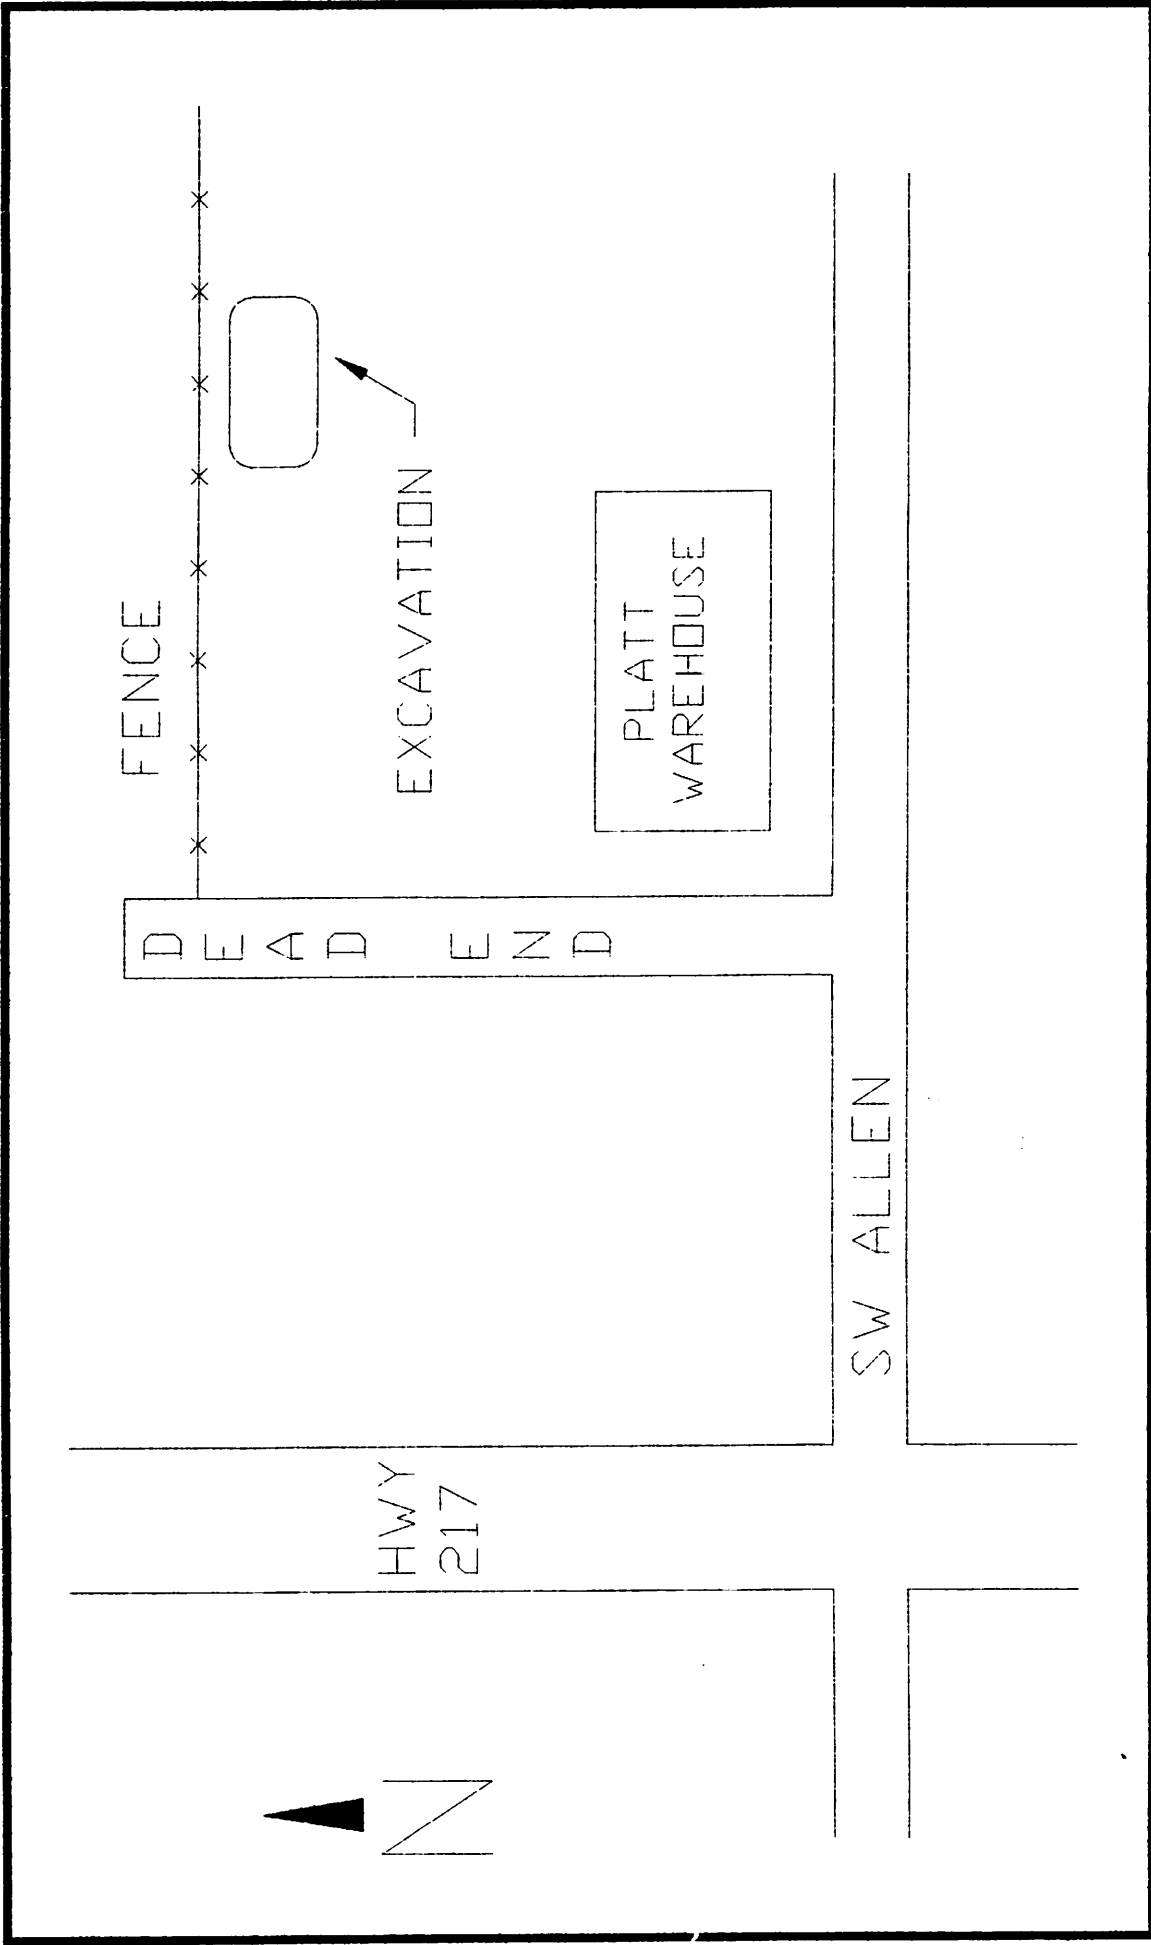 FENCE
EXCAVATION
PLATT
WAREHOUSE
DEAD END
HWY
217
SW ALLEN
N